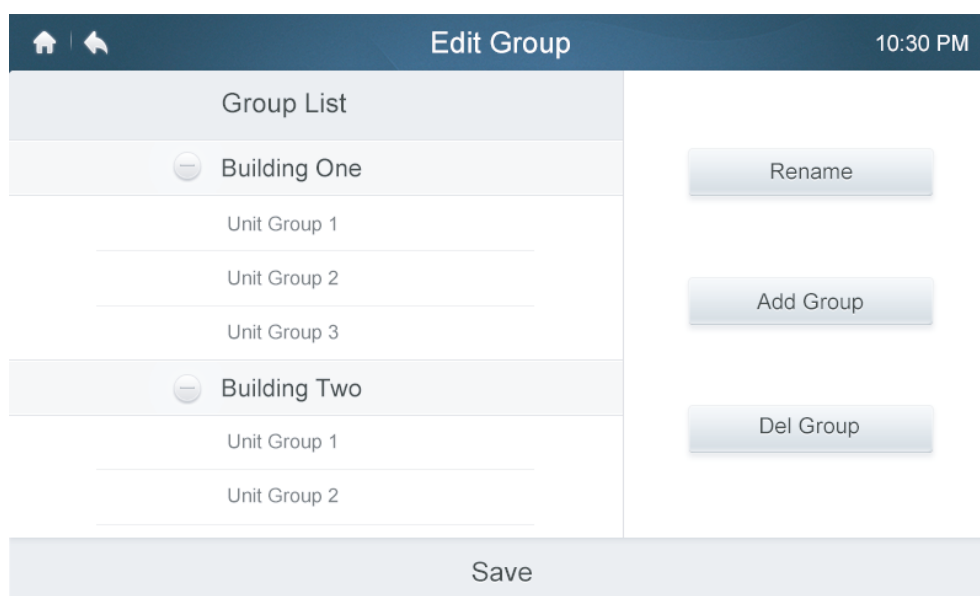 Edit Group
10:30 PM
Group List
Building One
Unit Group 1
Unit Group 2
Unit Group 3
Building Two
Unit Group 1
Unit Group 2
Rename
Add Group
Del Group
Save